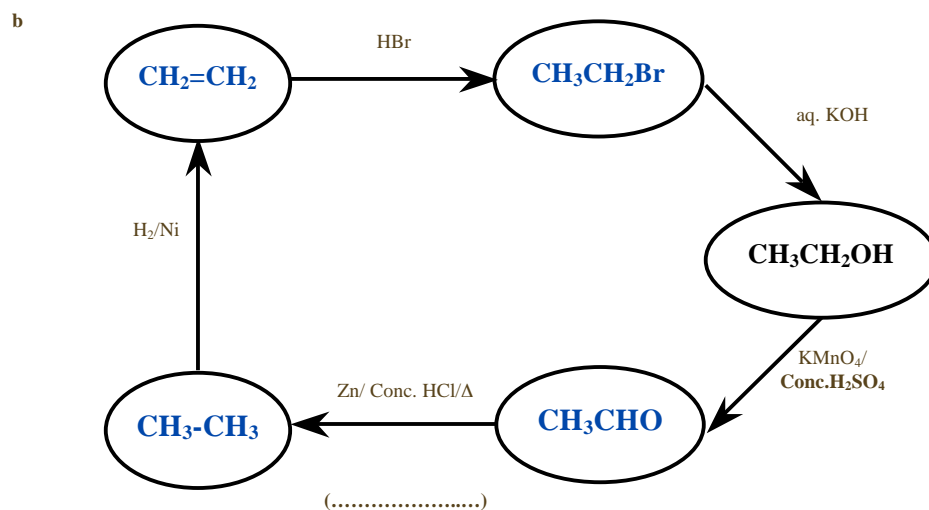 b
HBr
CH₂=CH₂
CH₃CH₂Br
aq. KOH
H₂/Ni
CH₃CH₂OH
KMnO₄/
Conc.H₂SO₄
Zn/ Conc. HCl/Δ
CH₃-CH₃
CH₃CHO
(…………………..…)